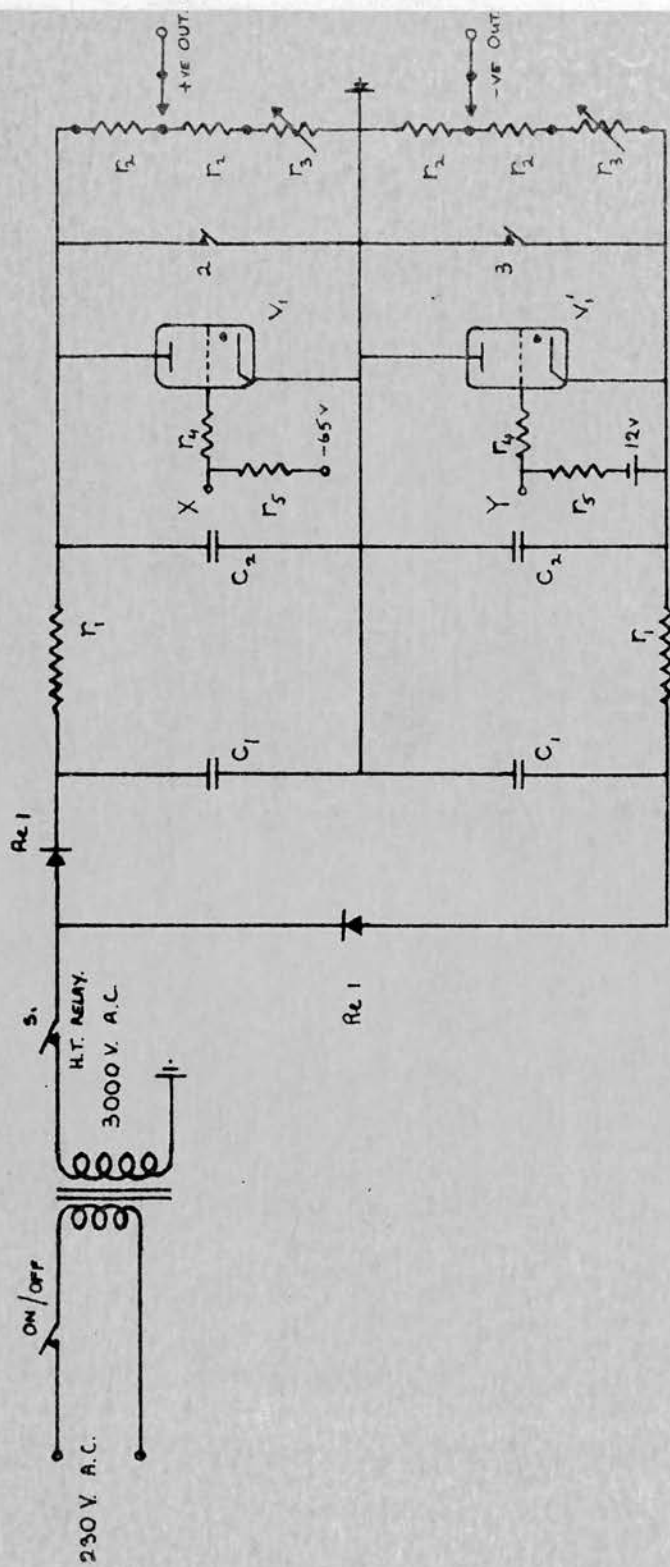 230 V. A.C.
ON/OFF
S1
H.T. RELAY.
3000 V. A.C.
Re 1
Re 1
r1
C1
C2
X
r4
r5
-65V
V1
2
r2
r2
r3
+VE OUT.
C1
C2
r1
Y
r4
r5
12V
V1'
3
r2
r2
r3
-VE OUT.